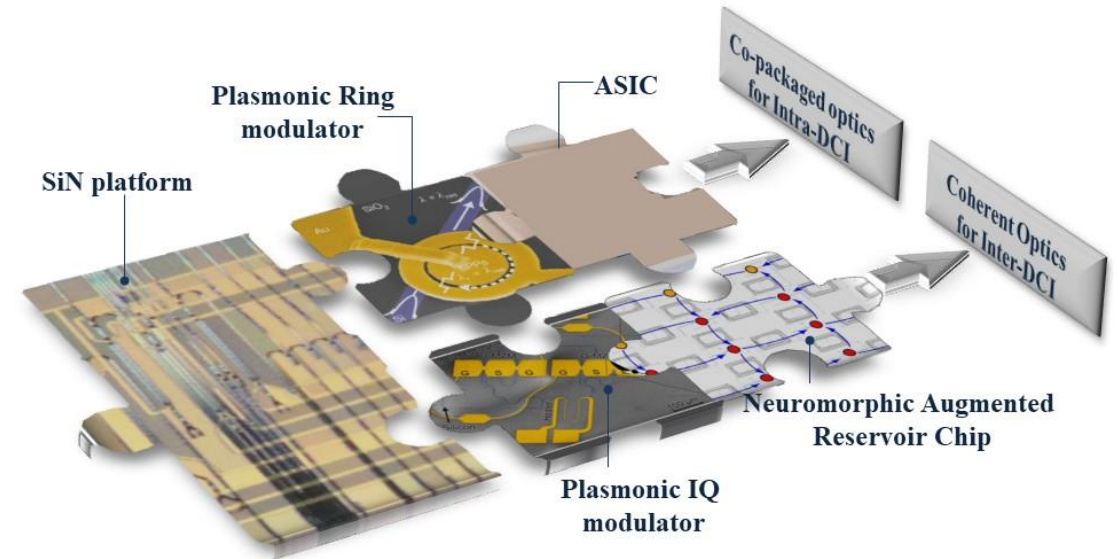 Co-packaged optics
for Intra-DCI
Coherent Optics
for Inter-DCI
ASIC
Plasmonic Ring
modulator
SiN platform
SiO₂
Au
Si
G S G G S
Neuromorphic Augmented
Reservoir Chip
Plasmonic IQ
modulator